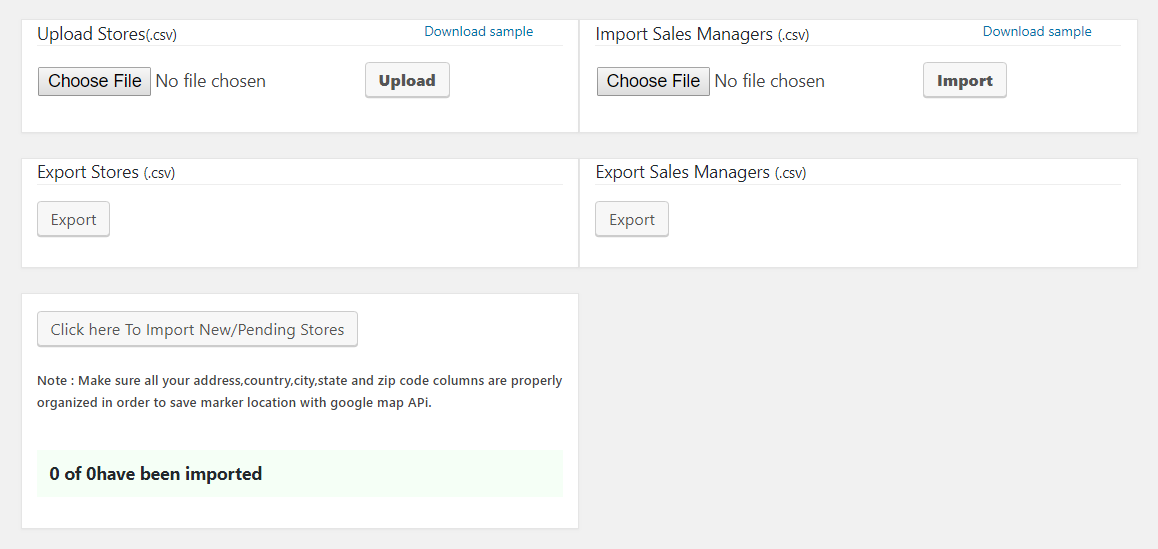 Upload Stores(.csv) Download sample
Choose File No file chosen Upload
Import Sales Managers (.csv) Download sample
Choose File No file chosen Import
Export Stores (.csv)
Export
Export Sales Managers (.csv)
Export
Click here To Import New/Pending Stores
Note : Make sure all your address,country,city,state and zip code columns are properly
organized in order to save marker location with google map APi.
0 of 0have been imported